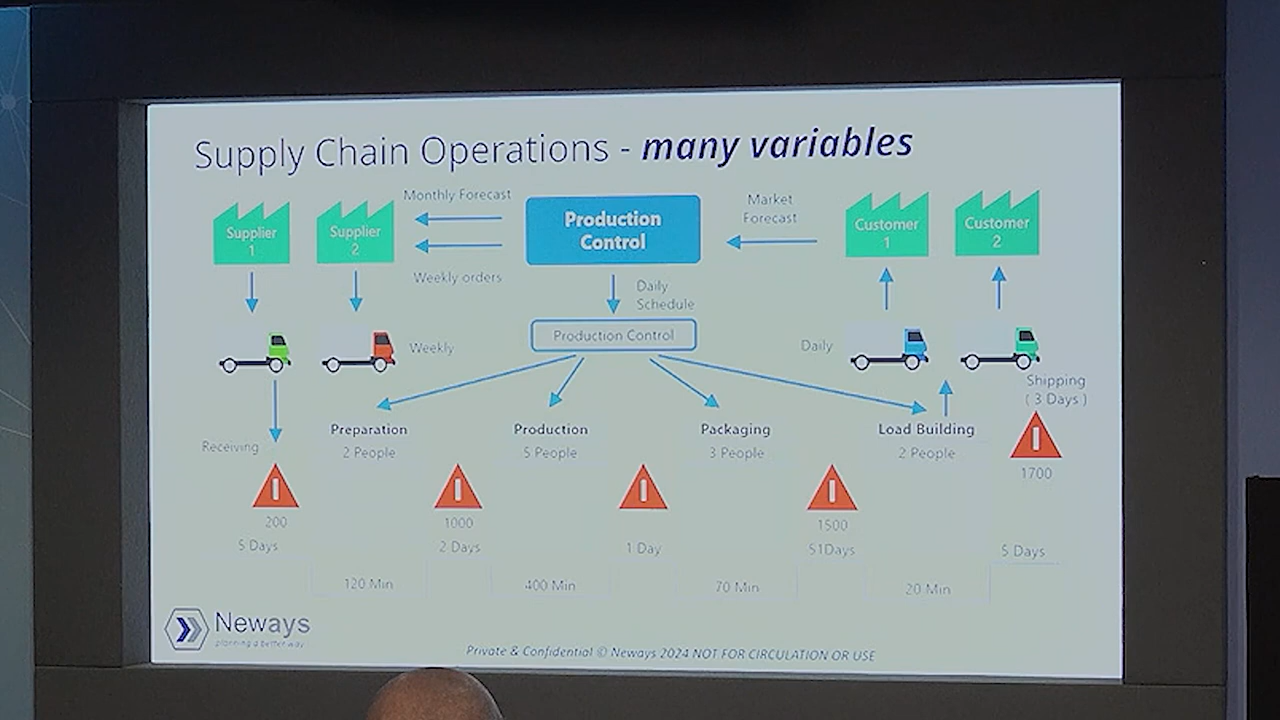 Supply Chain Operations - many variables
Monthly Forecast
Supplier
1
Supplier
2
Production
Control
Market
Forecast
Customer
1
Customer
2
Weekly orders
Daily
Schedule
Production Control
Weekly
Daily
Shipping
( 3 Days )
Receiving
Preparation
2 People
Production
5 People
Packaging
3 People
Load Building
2 People
1700
200
1000
1500
5 Days
2 Days
1 Day
51Days
5 Days
120 Min
400 Min
70 Min
20 Min
Neways
planning a better way
Private & Confidential © Neways 2024 NOT FOR CIRCULATION OR USE